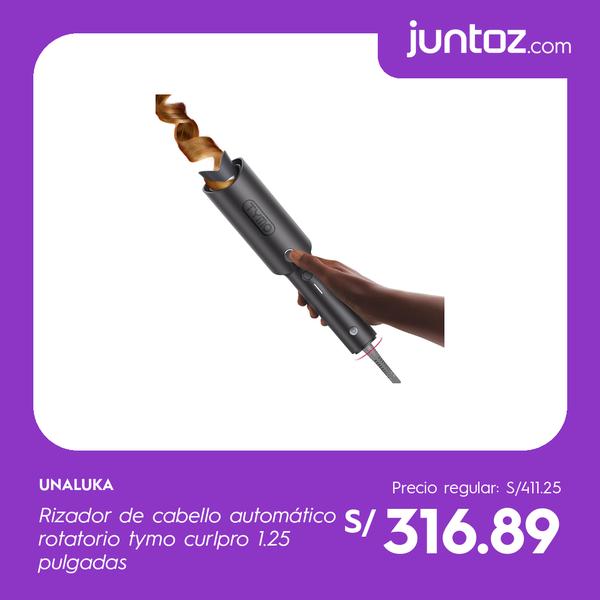 juntoz.com
TYMO
UNALUKA
Rizador de cabello automático
rotatorio tymo curlpro 1.25
pulgadas
Precio regular: S/411.25
S/316.89